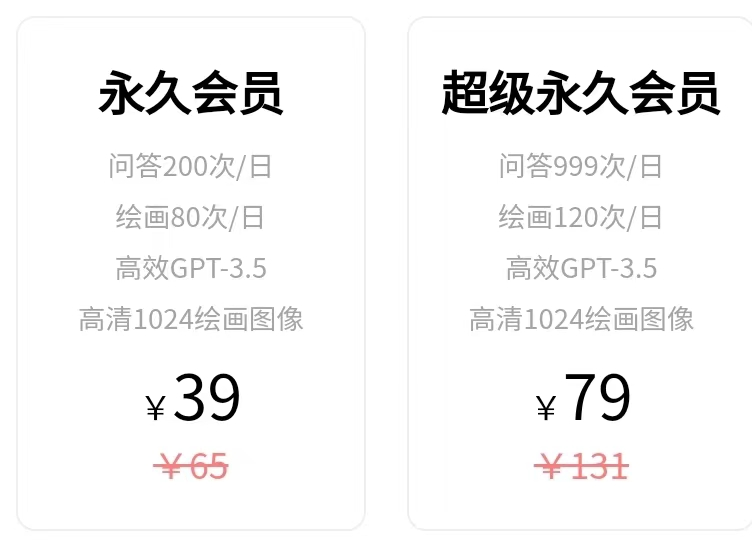 永久会员
问答200次/日
绘画80次/日
高效GPT-3.5
高清1024绘画图像
¥39
¥65
超级永久会员
问答999次/日
绘画120次/日
高效GPT-3.5
高清1024绘画图像
¥79
¥131